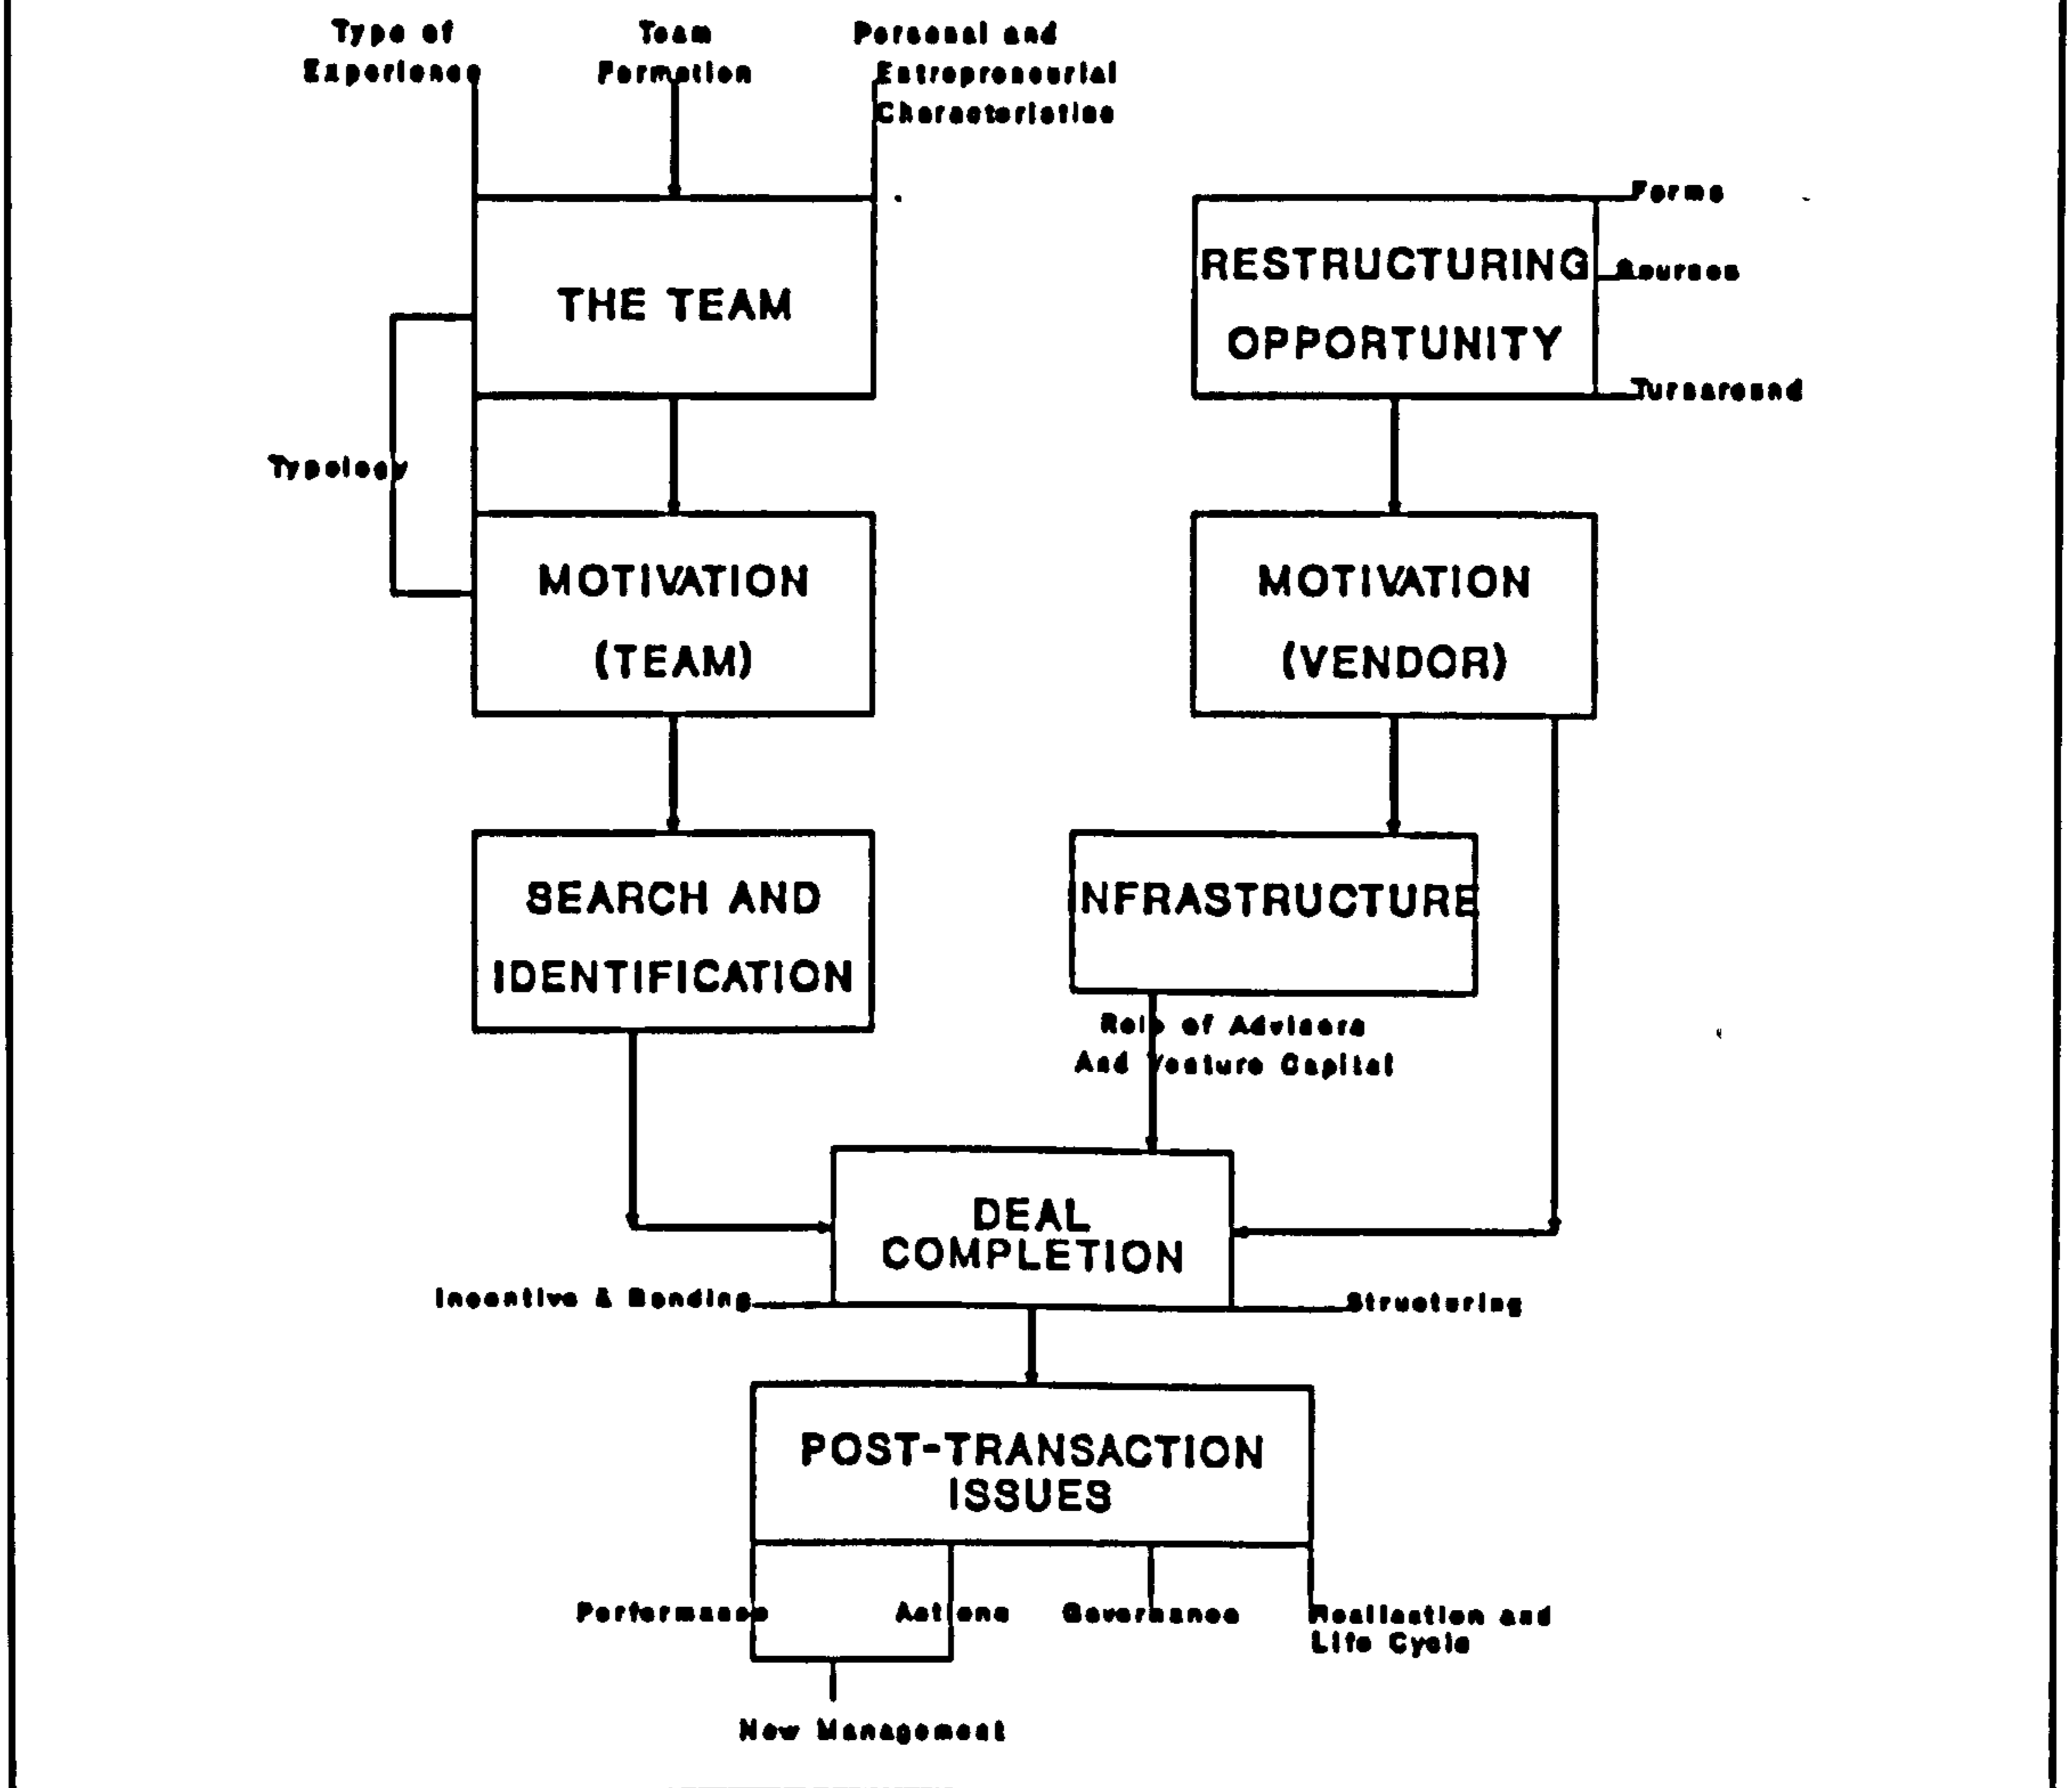 Type of
Experience
Team
Formation
Personal and
Entrepreneurial
Characteristics
THE TEAM
RESTRUCTURING
OPPORTUNITY
Forms
Sources
Turnaround
Typology
MOTIVATION
(TEAM)
MOTIVATION
(VENDOR)
SEARCH AND
IDENTIFICATION
INFRASTRUCTURE
Role of Advisors
And Venture Capital
DEAL
COMPLETION
Incentive & Bonding
Structuring
POST-TRANSACTION
ISSUES
Performance
Actions
Governance
Realisation and
Life Cycle
New Management